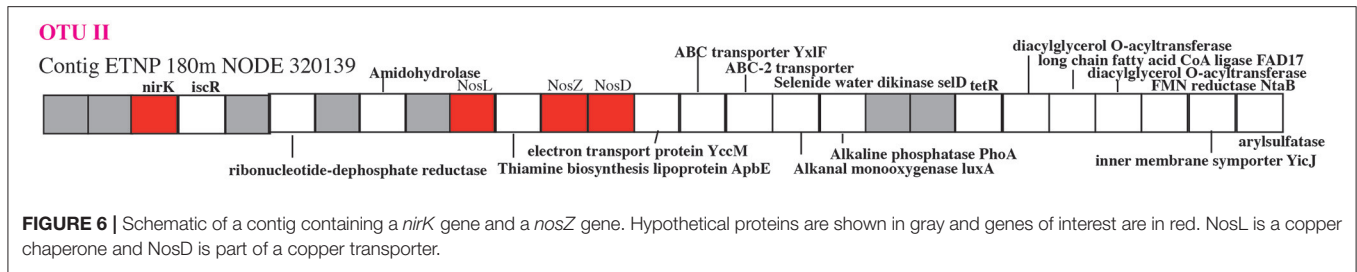 OTU II
diacylglycerol O-acyltransferase
ABC transporter YxlF
long chain fatty acid CoA ligase FAD17
Contig ETNP 180m NODE 320139
Amidohydrolase
ABC-2 transporter
diacylglycerol O-acyltransferase
nirK iscR NosL NosZ NosD Selenide water dikinase selD tetR FMN reductase NtaB
electron transport protein YccM Alkaline phosphatase PhoA arylsulfatase
ribonucleotide-dephosphate reductase Thiamine biosynthesis lipoprotein ApbE Alkanal monooxygenase luxA inner membrane symporter YicJ
FIGURE 6 | Schematic of a contig containing a nirK gene and a nosZ gene. Hypothetical proteins are shown in gray and genes of interest are in red. NosL is a copper
chaperone and NosD is part of a copper transporter.